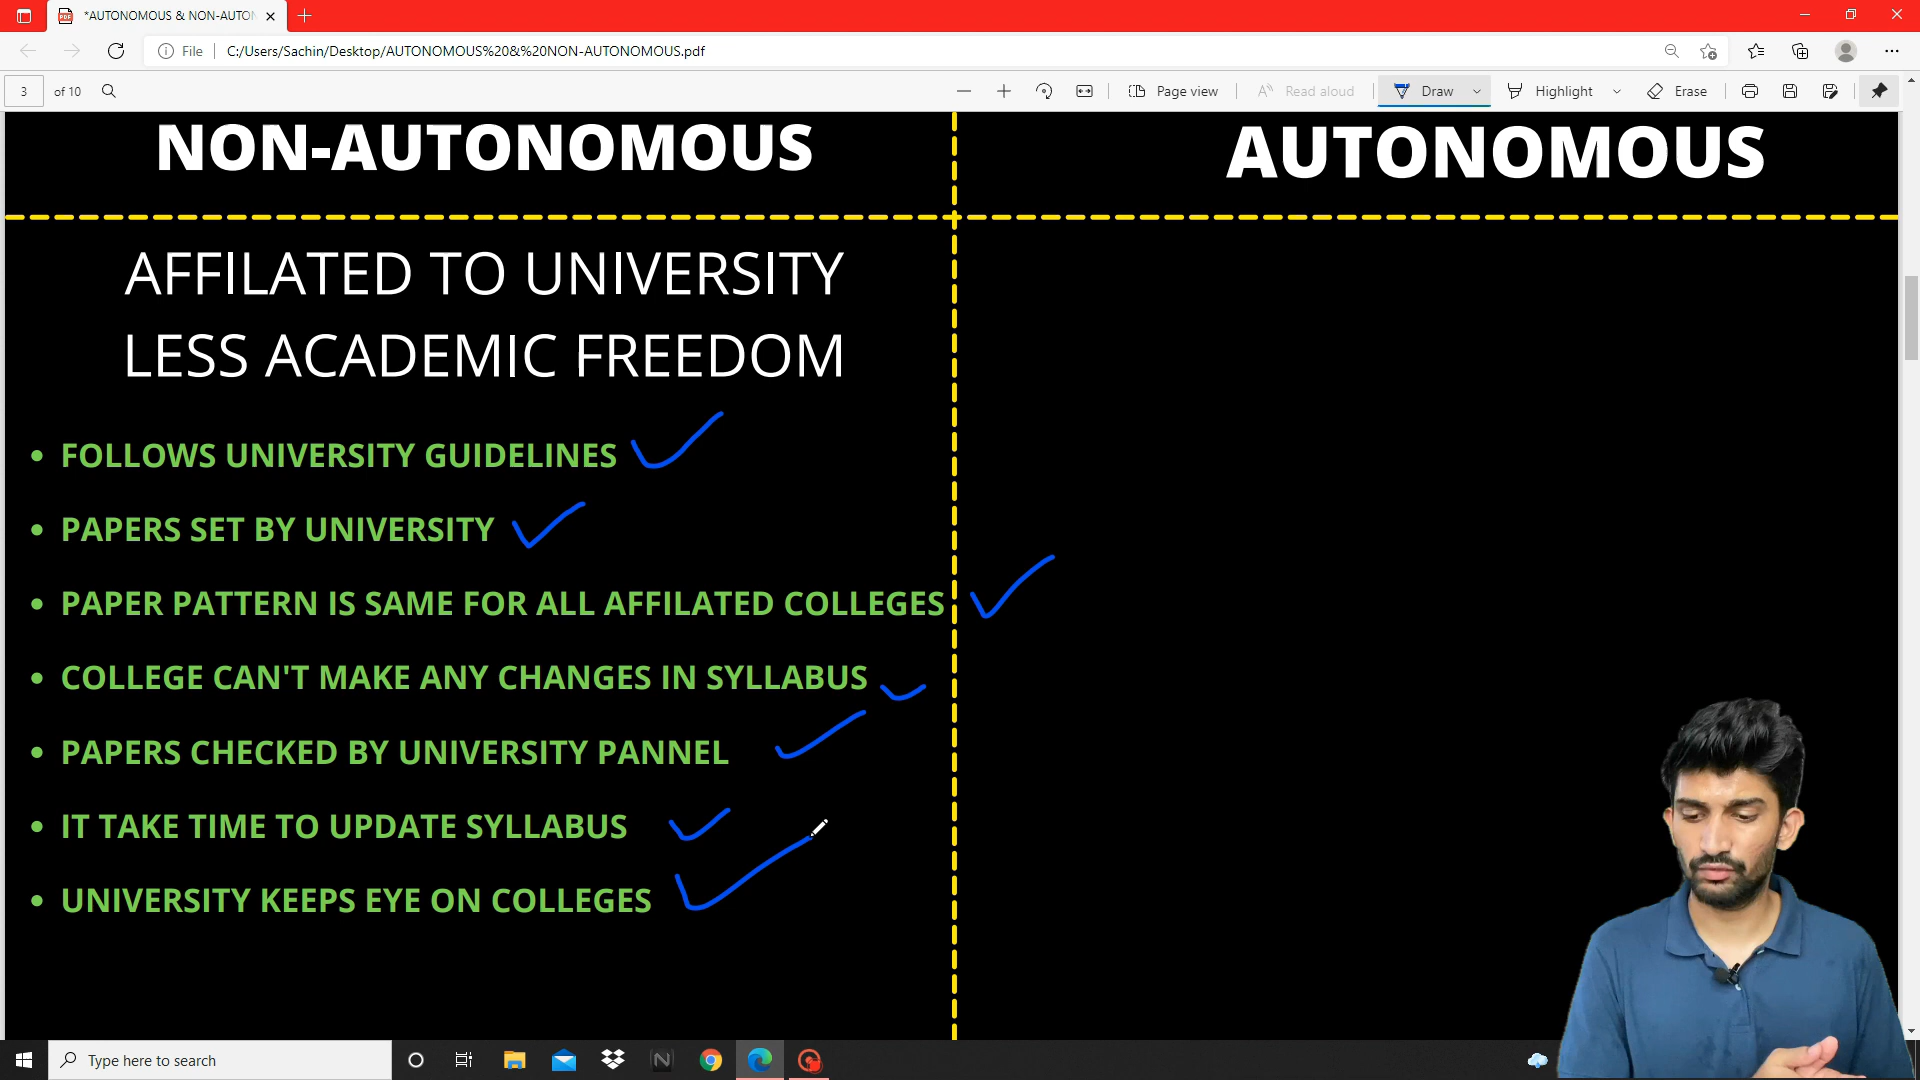 *AUTONOMOUS & NON-AUTON
File
C:/Users/Sachin/Desktop/AUTONOMOUS%20&%20NON-AUTONOMOUS.pdf
3 of 10
Page view
Read aloud
Draw
Highlight
Erase
NON-AUTONOMOUS
AUTONOMOUS
AFFILATED TO UNIVERSITY
LESS ACADEMIC FREEDOM
• FOLLOWS UNIVERSITY GUIDELINES
• PAPERS SET BY UNIVERSITY
• PAPER PATTERN IS SAME FOR ALL AFFILATED COLLEGES
• COLLEGE CAN'T MAKE ANY CHANGES IN SYLLABUS
• PAPERS CHECKED BY UNIVERSITY PANNEL
• IT TAKE TIME TO UPDATE SYLLABUS
• UNIVERSITY KEEPS EYE ON COLLEGES
Type here to search